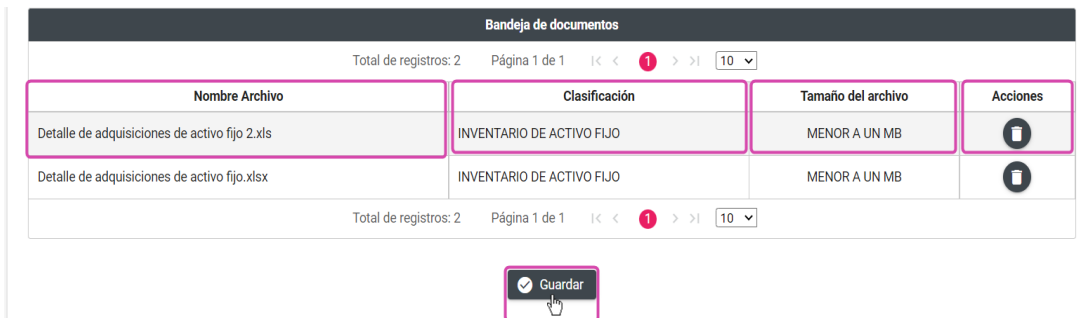 Bandeja de documentos
Total de registros: 2 Página 1 de 1 |< < 1 > >| 10
Nombre Archivo Clasificación Tamaño del archivo Acciones
Detalle de adquisiciones de activo fijo 2.xls INVENTARIO DE ACTIVO FIJO MENOR A UN MB
Detalle de adquisiciones de activo fijo.xlsx INVENTARIO DE ACTIVO FIJO MENOR A UN MB
Total de registros: 2 Página 1 de 1 |< < 1 > >| 10
Guardar